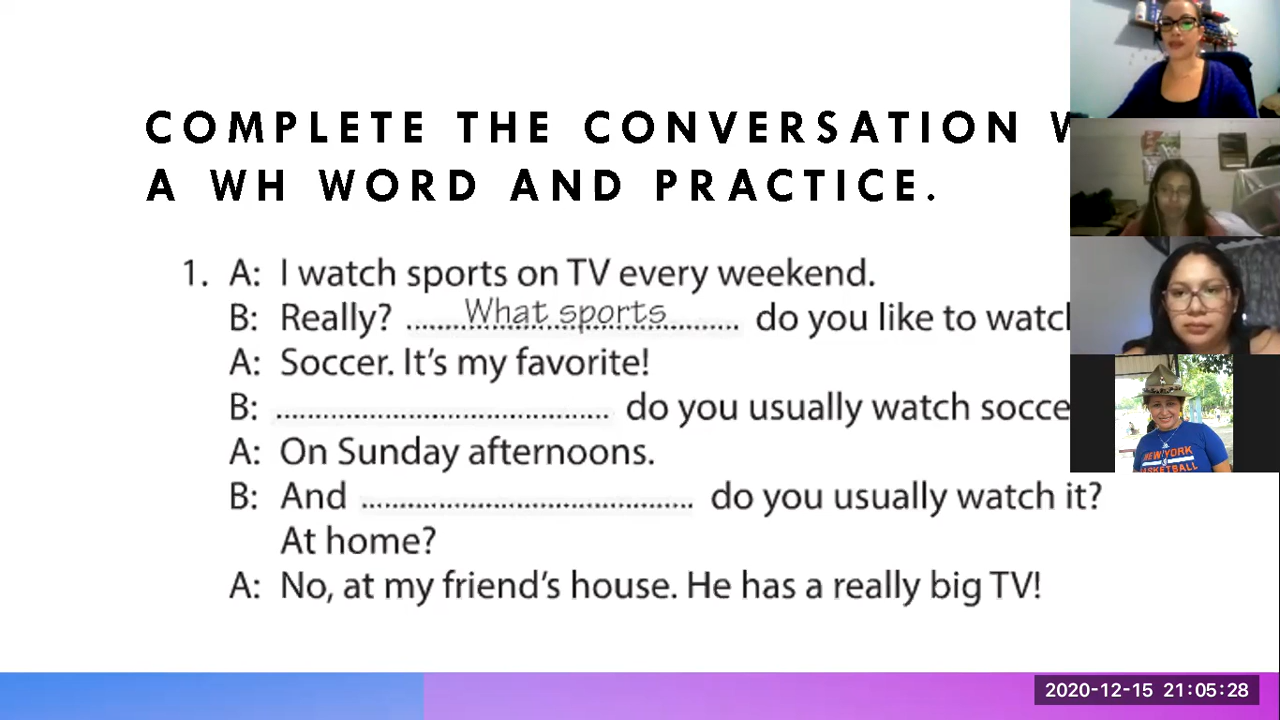 COMPLETE THE CONVERSATION
A WH WORD AND PRACTICE.
1. A: I watch sports on TV every weekend.
B: Really? What sports do you like to watch
A: Soccer. It's my favorite!
B: ........................................ do you usually watch socce
A: On Sunday afternoons.
B: And ........................................ do you usually watch it?
At home?
A: No, at my friend's house. He has a really big TV!
NEW YORK
BASKETBALL
2020-12-15 21:05:28